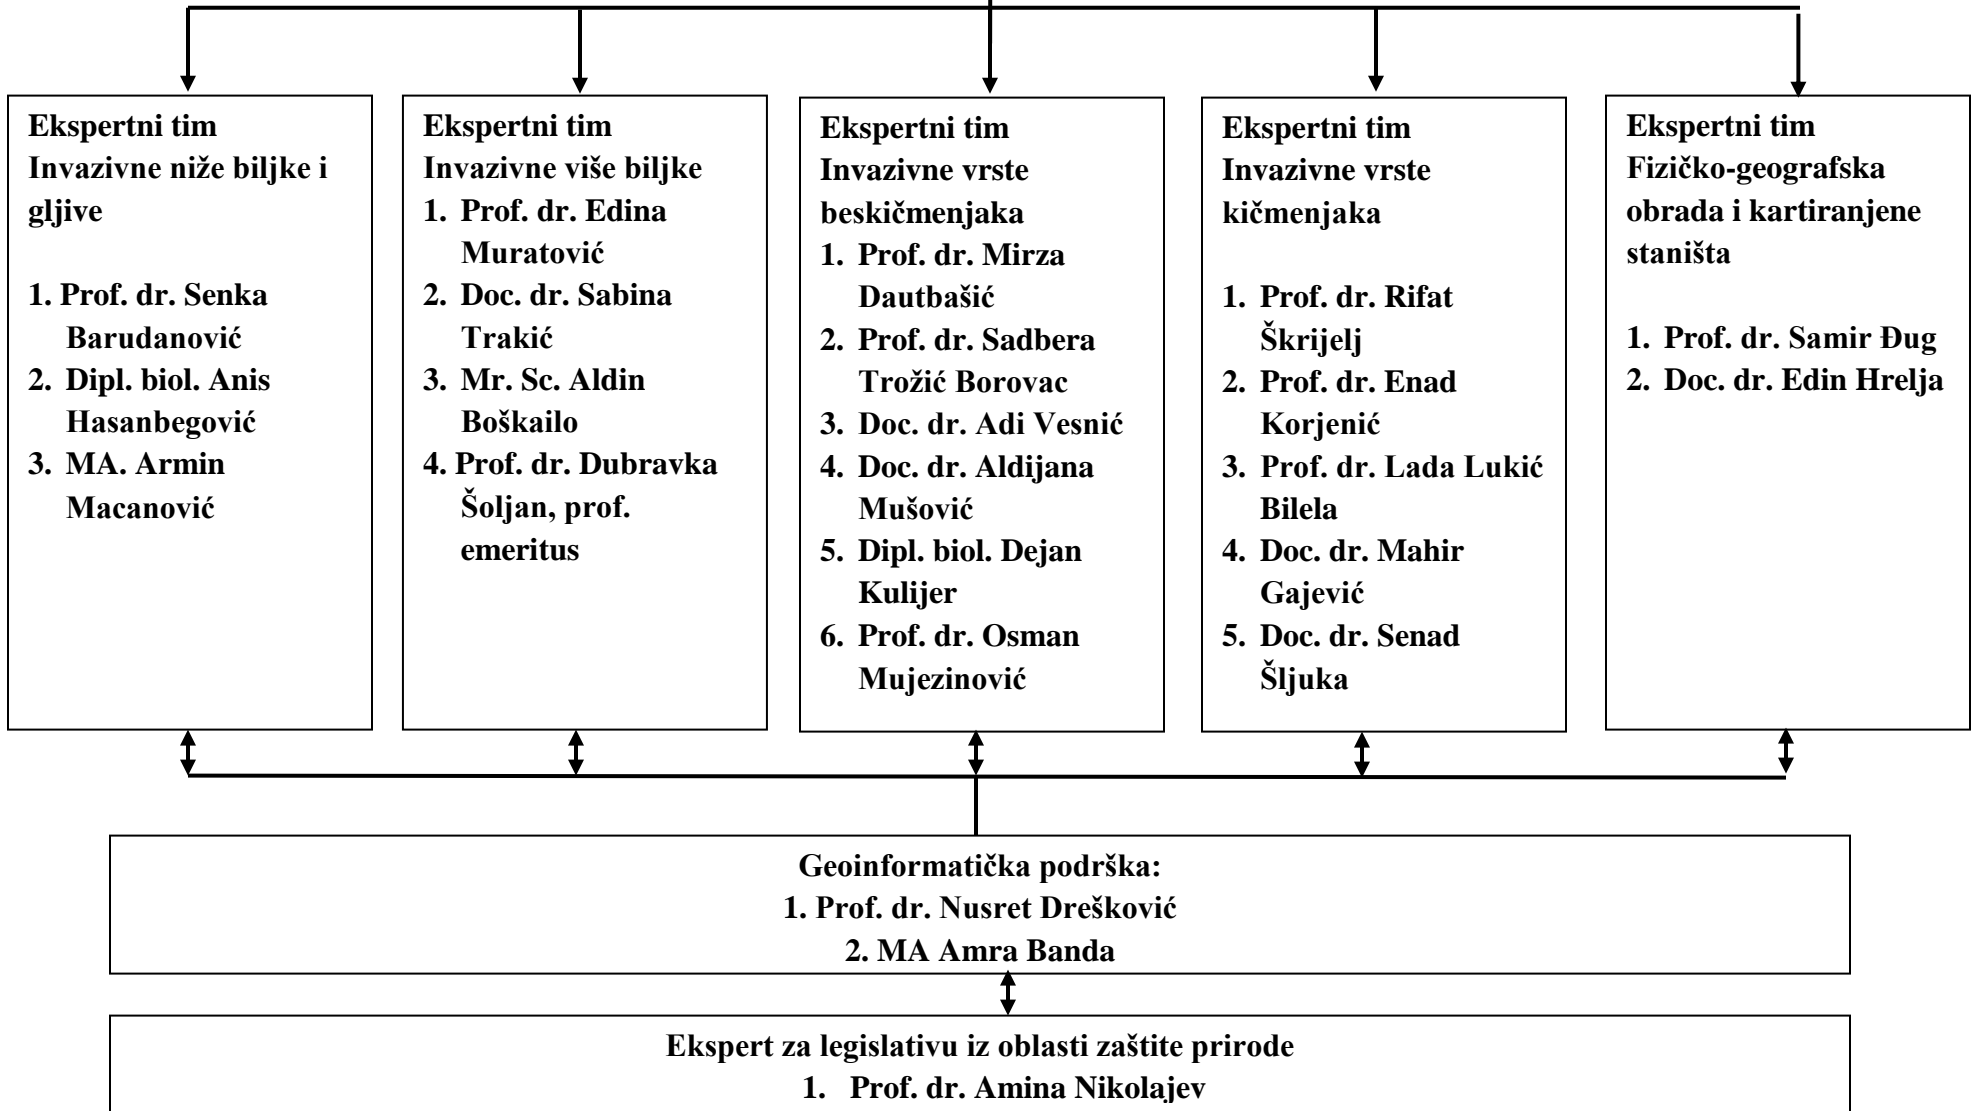 Ekspertni tim
Invazivne niže biljke i
gljive
1. Prof. dr. Senka
Barudanović
2. Dipl. biol. Anis
Hasanbegović
3. MA. Armin
Macanović
Ekspertni tim
Invazivne više biljke
1. Prof. dr. Edina
Muratović
2. Doc. dr. Sabina
Trakić
3. Mr. Sc. Aldin
Boškailo
4. Prof. dr. Dubravka
Šoljan, prof.
emeritus
Ekspertni tim
Invazivne vrste
beskičmenjaka
1. Prof. dr. Mirza
Dautbašić
2. Prof. dr. Sadbera
Trožić Borovac
3. Doc. dr. Adi Vesnić
4. Doc. dr. Aldijana
Mušović
5. Dipl. biol. Dejan
Kulijer
6. Prof. dr. Osman
Mujezinović
Ekspertni tim
Invazivne vrste
kičmenjaka
1. Prof. dr. Rifat
Škrijelj
2. Prof. dr. Enad
Korjenić
3. Prof. dr. Lada Lukić
Bilela
4. Doc. dr. Mahir
Gajević
5. Doc. dr. Senad
Šljuka
Ekspertni tim
Fizičko-geografska
obrada i kartiranjene
staništa
1. Prof. dr. Samir Đug
2. Doc. dr. Edin Hrelja
Geoinformatička podrška:
1. Prof. dr. Nusret Drešković
2. MA Amra Banda
Ekspert za legislativu iz oblasti zaštite prirode
1. Prof. dr. Amina Nikolajev